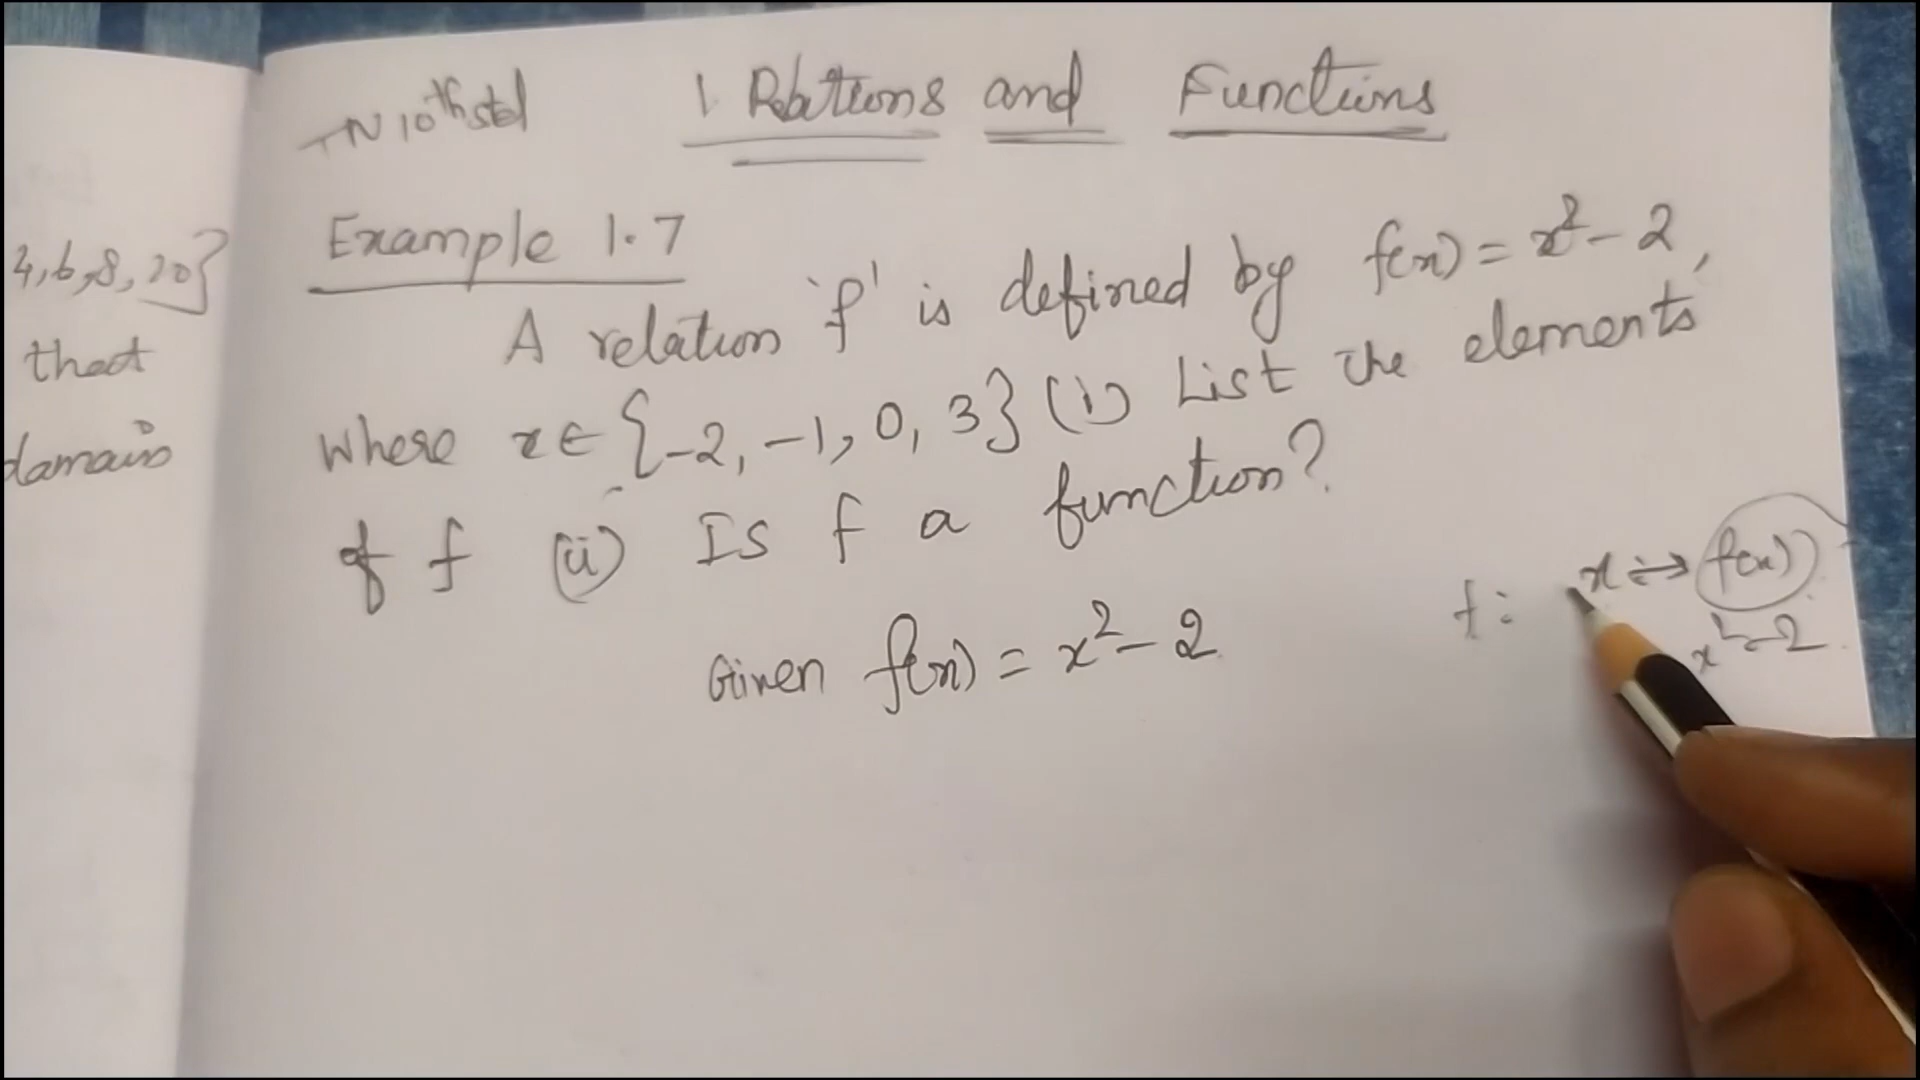 4,6,8,10}
that
domain
TN 10th std
1 Relations and Functions
Example 1.7
A relation 'f' is defined by f(x) = x² - 2,
where x ∈ {-2, -1, 0, 3} (i) List the elements
of f (ii) Is f a function?
Given f(x) = x² - 2
f: x → f(x)
x² - 2